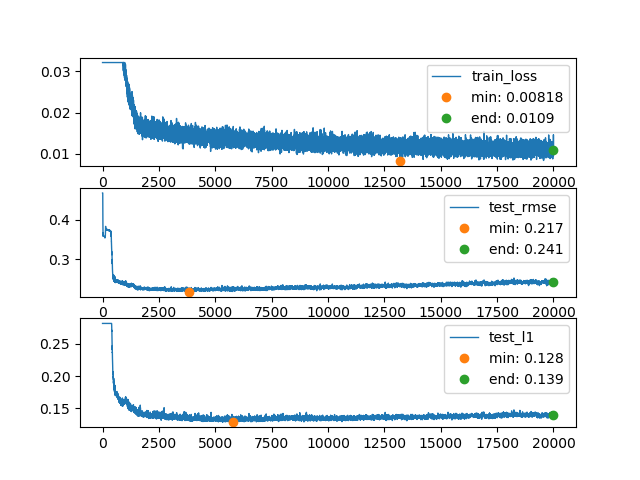 0.03
0.02
0.01
train_loss
min: 0.00818
end: 0.0109
0 2500 5000 7500 10000 12500 15000 17500 20000
0.4
0.3
test_rmse
min: 0.217
end: 0.241
0 2500 5000 7500 10000 12500 15000 17500 20000
0.25
0.20
0.15
test_l1
min: 0.128
end: 0.139
0 2500 5000 7500 10000 12500 15000 17500 20000